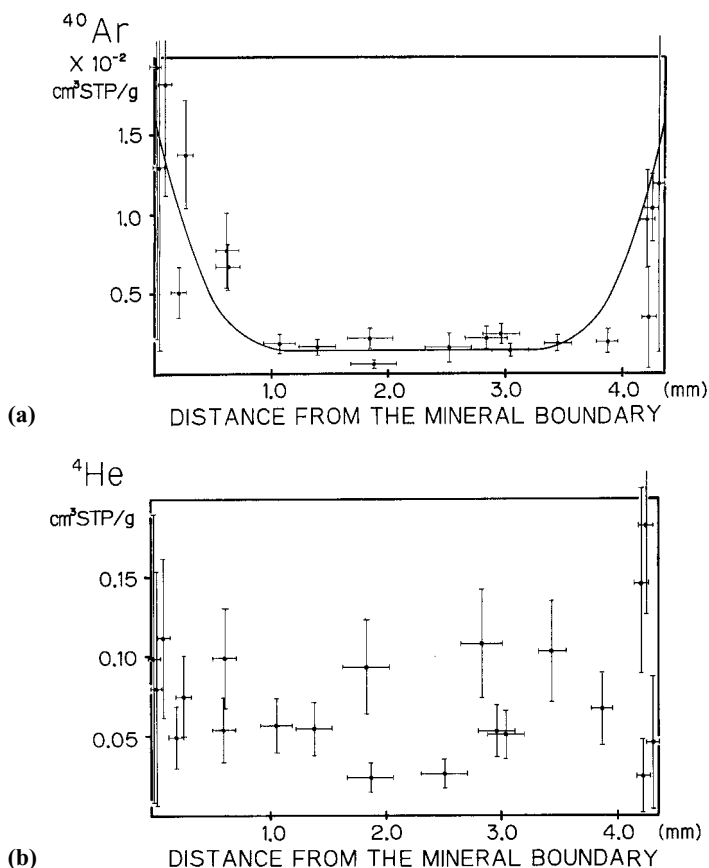 ⁴⁰Ar
× 10⁻²
cm³STP/g
1.5
1.0
0.5
1.0 2.0 3.0 4.0 (mm)
(a) DISTANCE FROM THE MINERAL BOUNDARY
⁴He
cm³STP/g
0.15
0.10
0.05
1.0 2.0 3.0 4.0 (mm)
(b) DISTANCE FROM THE MINERAL BOUNDARY